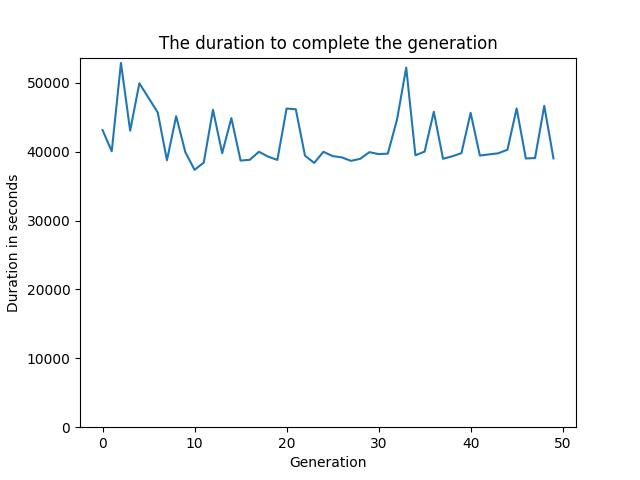 The duration to complete the generation
50000
40000
30000
20000
10000
0
Duration in seconds
0 10 20 30 40 50
Generation